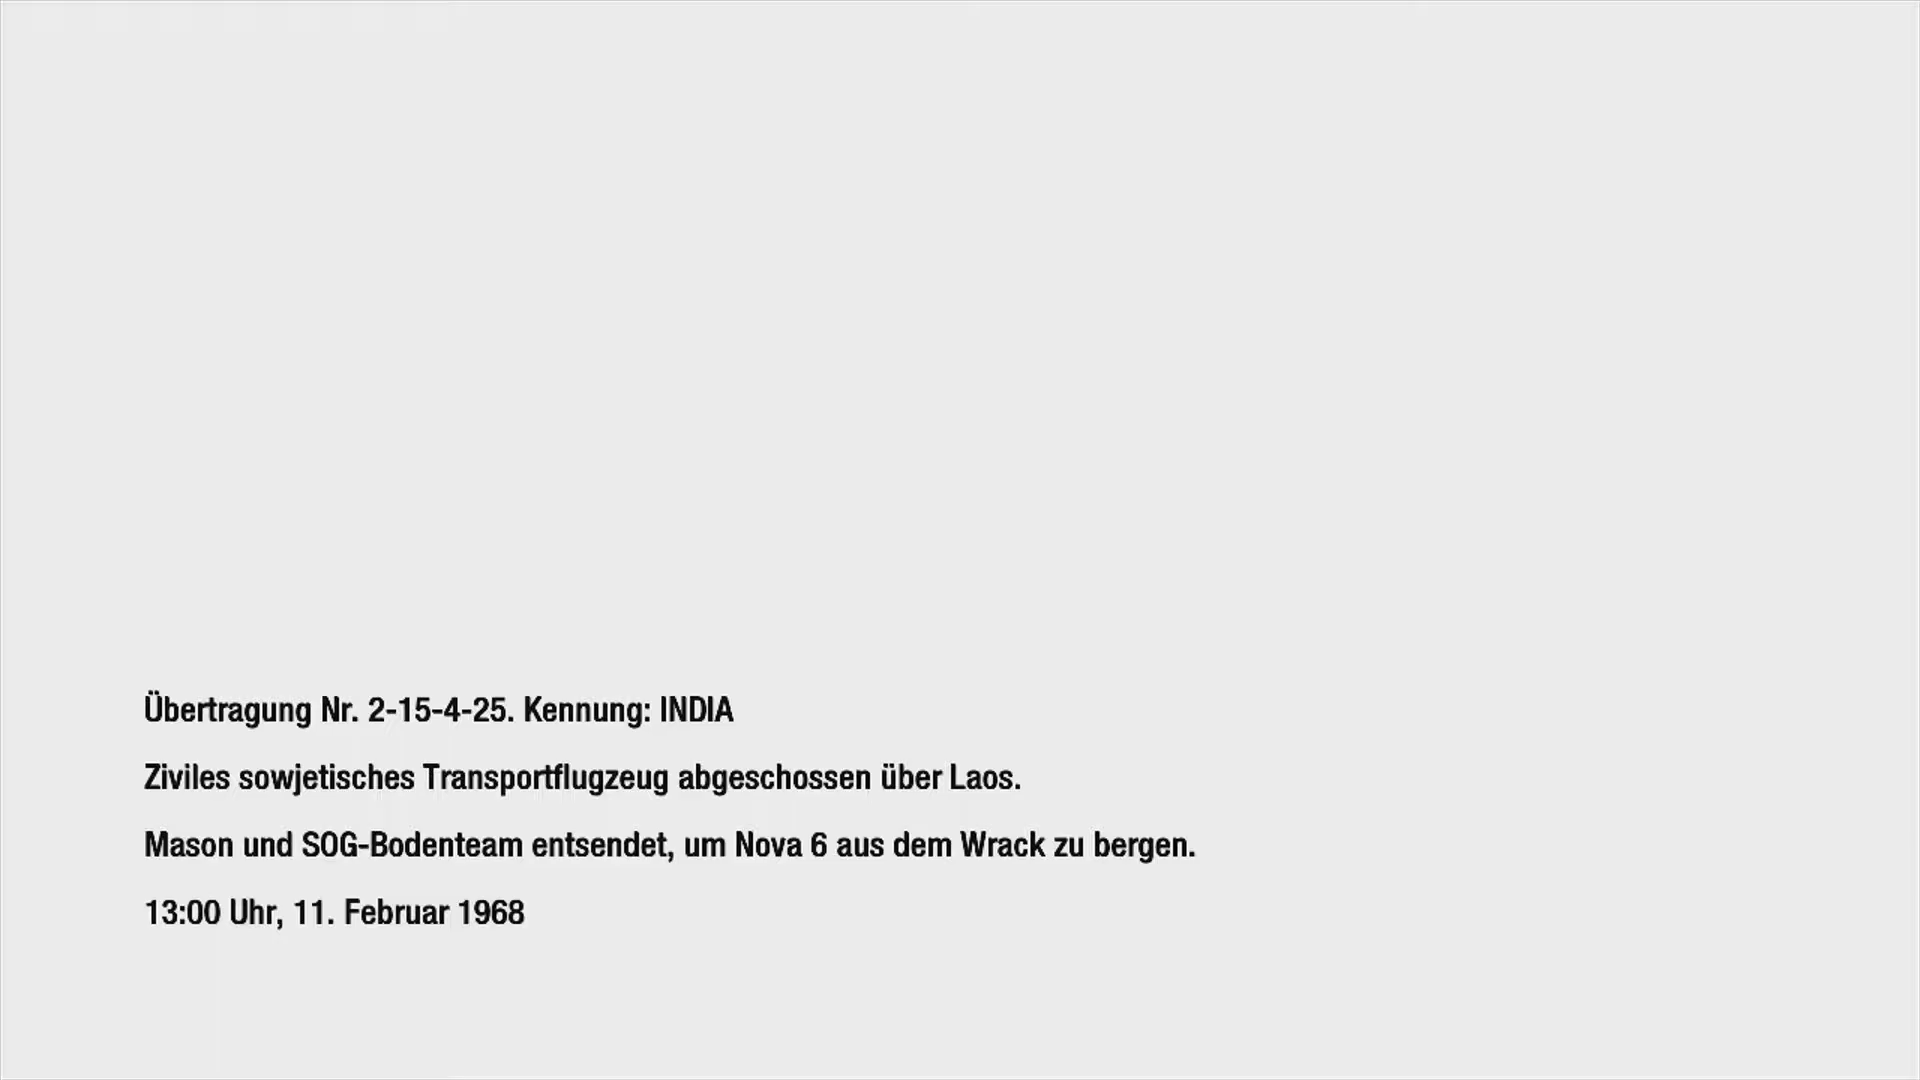 Übertragung Nr. 2-15-4-25. Kennung: INDIA
Ziviles sowjetisches Transportflugzeug abgeschossen über Laos.
Mason und SOG-Bodenteam entsendet, um Nova 6 aus dem Wrack zu bergen.
13:00 Uhr, 11. Februar 1968